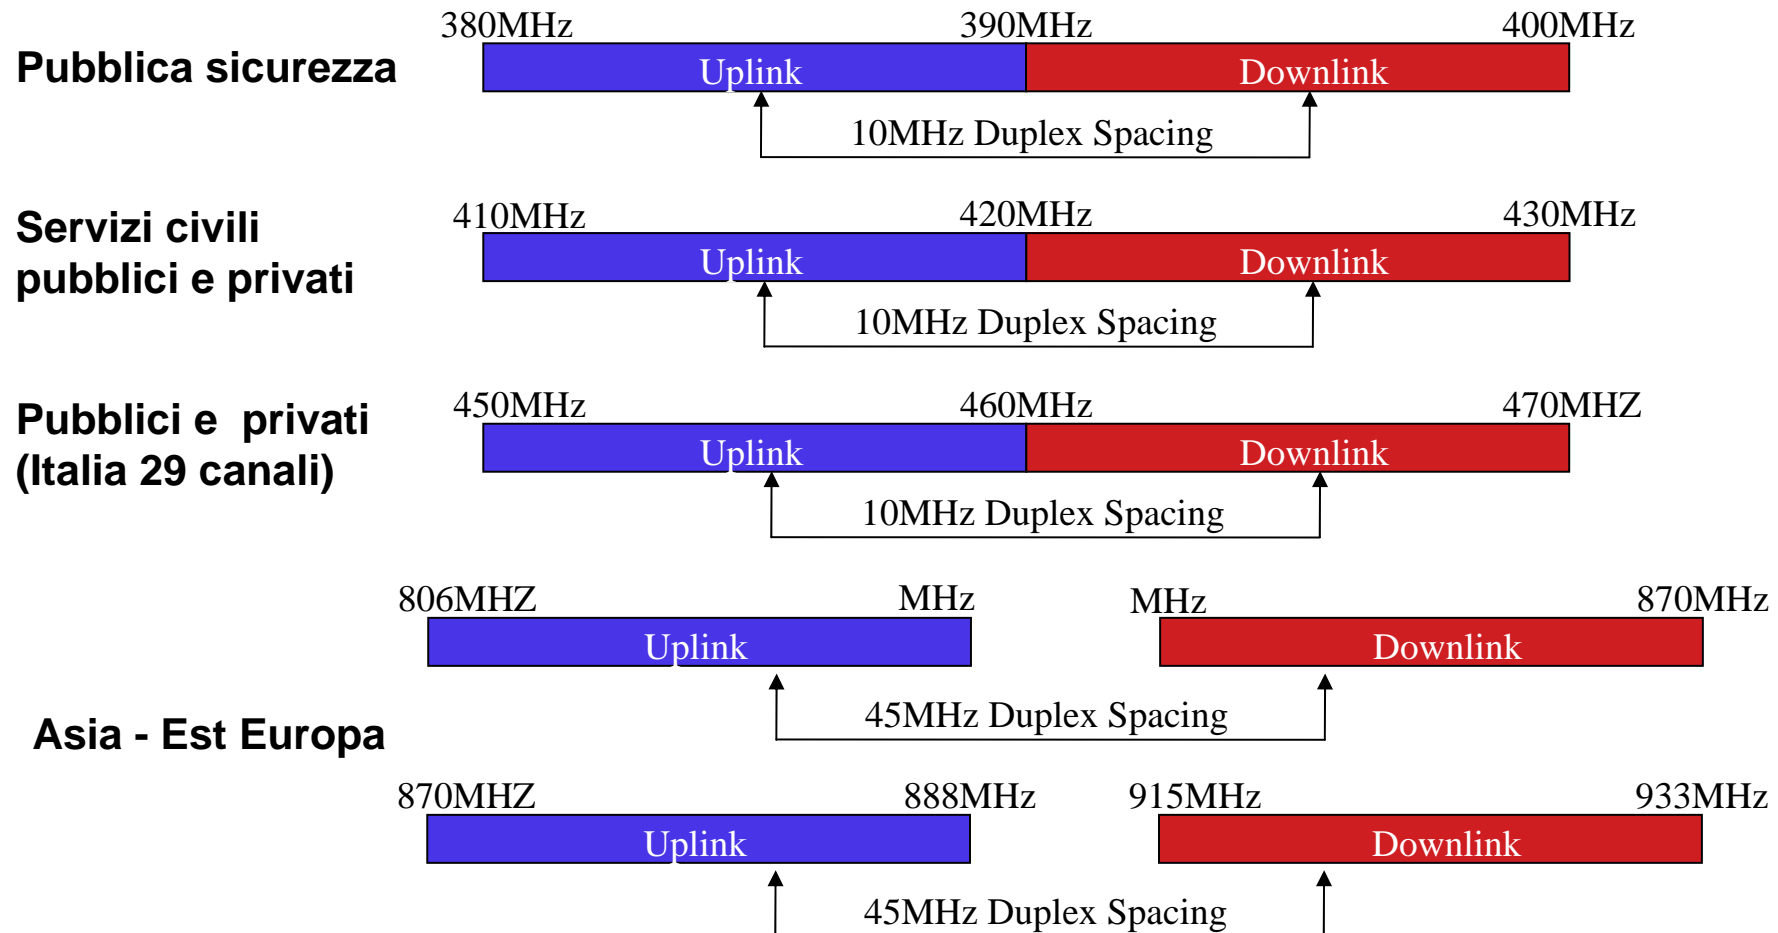 380MHz 390MHz 400MHz
Pubblica sicurezza
Uplink Downlink
10MHz Duplex Spacing
410MHz 420MHz 430MHz
Servizi civili
pubblici e privati
Uplink Downlink
10MHz Duplex Spacing
450MHz 460MHz 470MHZ
Pubblici e privati
(Italia 29 canali)
Uplink Downlink
10MHz Duplex Spacing
806MHZ MHz MHz 870MHz
Uplink Downlink
45MHz Duplex Spacing
Asia - Est Europa
870MHZ 888MHz 915MHz 933MHz
Uplink Downlink
45MHz Duplex Spacing